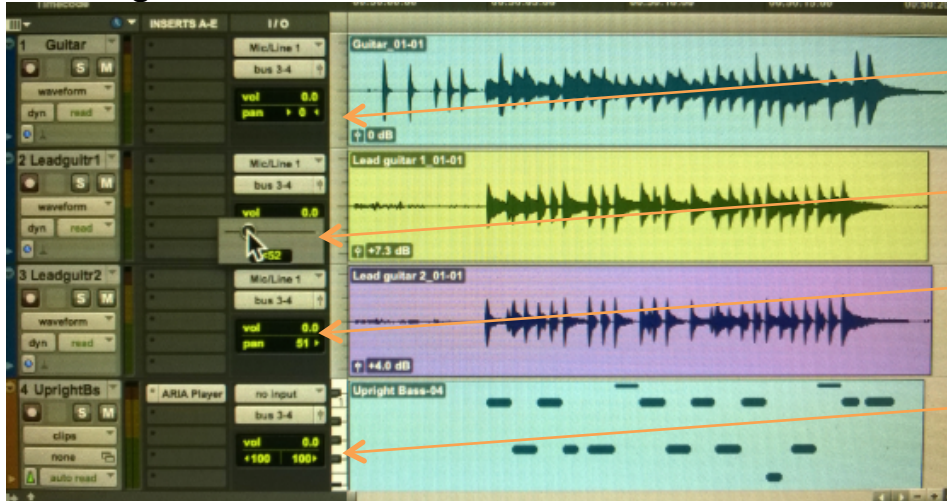 Timecode
INSERTS A-E
I / O
1 Guitar
S M
waveform
dyn read
Mic/Line 1
bus 3-4
vol 0.0
pan 0
Guitar_01-01
0 dB
2 Leadguitr1
S M
waveform
dyn read
Mic/Line 1
bus 3-4
vol 0.0
52
Lead guitar 1_01-01
+7.3 dB
3 Leadguitr2
S M
waveform
dyn read
Mic/Line 1
bus 3-4
vol 0.0
pan 51
Lead guitar 2_01-01
+4.0 dB
4 UprightBs
S M
clips
none
auto read
ARIA Player
no input
bus 3-4
vol 0.0
100 100
Upright Bass-04